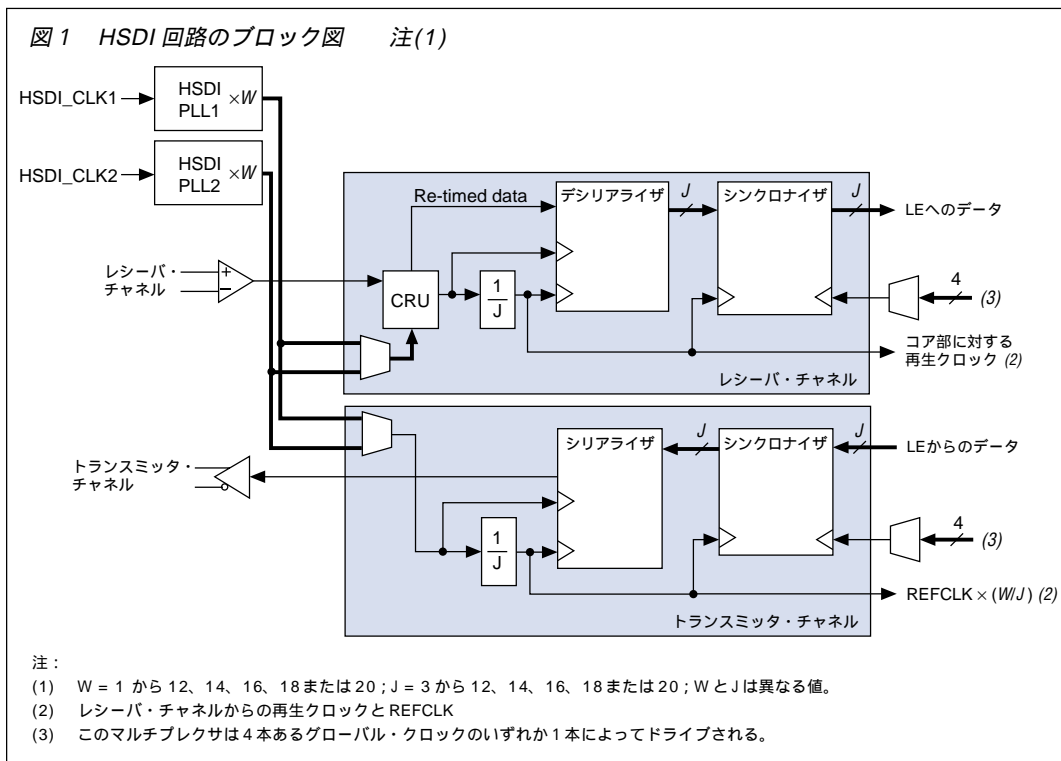 図1 HSDI 回路のブロック図 注(1)
HSDI_CLK1
HSDI
PLL1
×W
HSDI_CLK2
HSDI
PLL2
×W
Re-timed data
デシリアライザ
J
シンクロナイザ
J
LEへのデータ
レシーバ・
チャネル
+
−
CRU
1
J
4
(3)
コア部に対する
再生クロック (2)
レシーバ・チャネル
トランスミッタ・
チャネル
シリアライザ
J
シンクロナイザ
J
LEからのデータ
1
J
4
(3)
REFCLK × (W/J) (2)
トランスミッタ・チャネル
注：
(1) W = 1 から 12、14、16、18 または 20 ; J = 3 から 12、14、16、18 または 20 ; W と J は異なる値。
(2) レシーバ・チャネルからの再生クロックと REFCLK
(3) このマルチプレクサは 4 本あるグローバル・クロックのいずれか 1 本によってドライブされる。